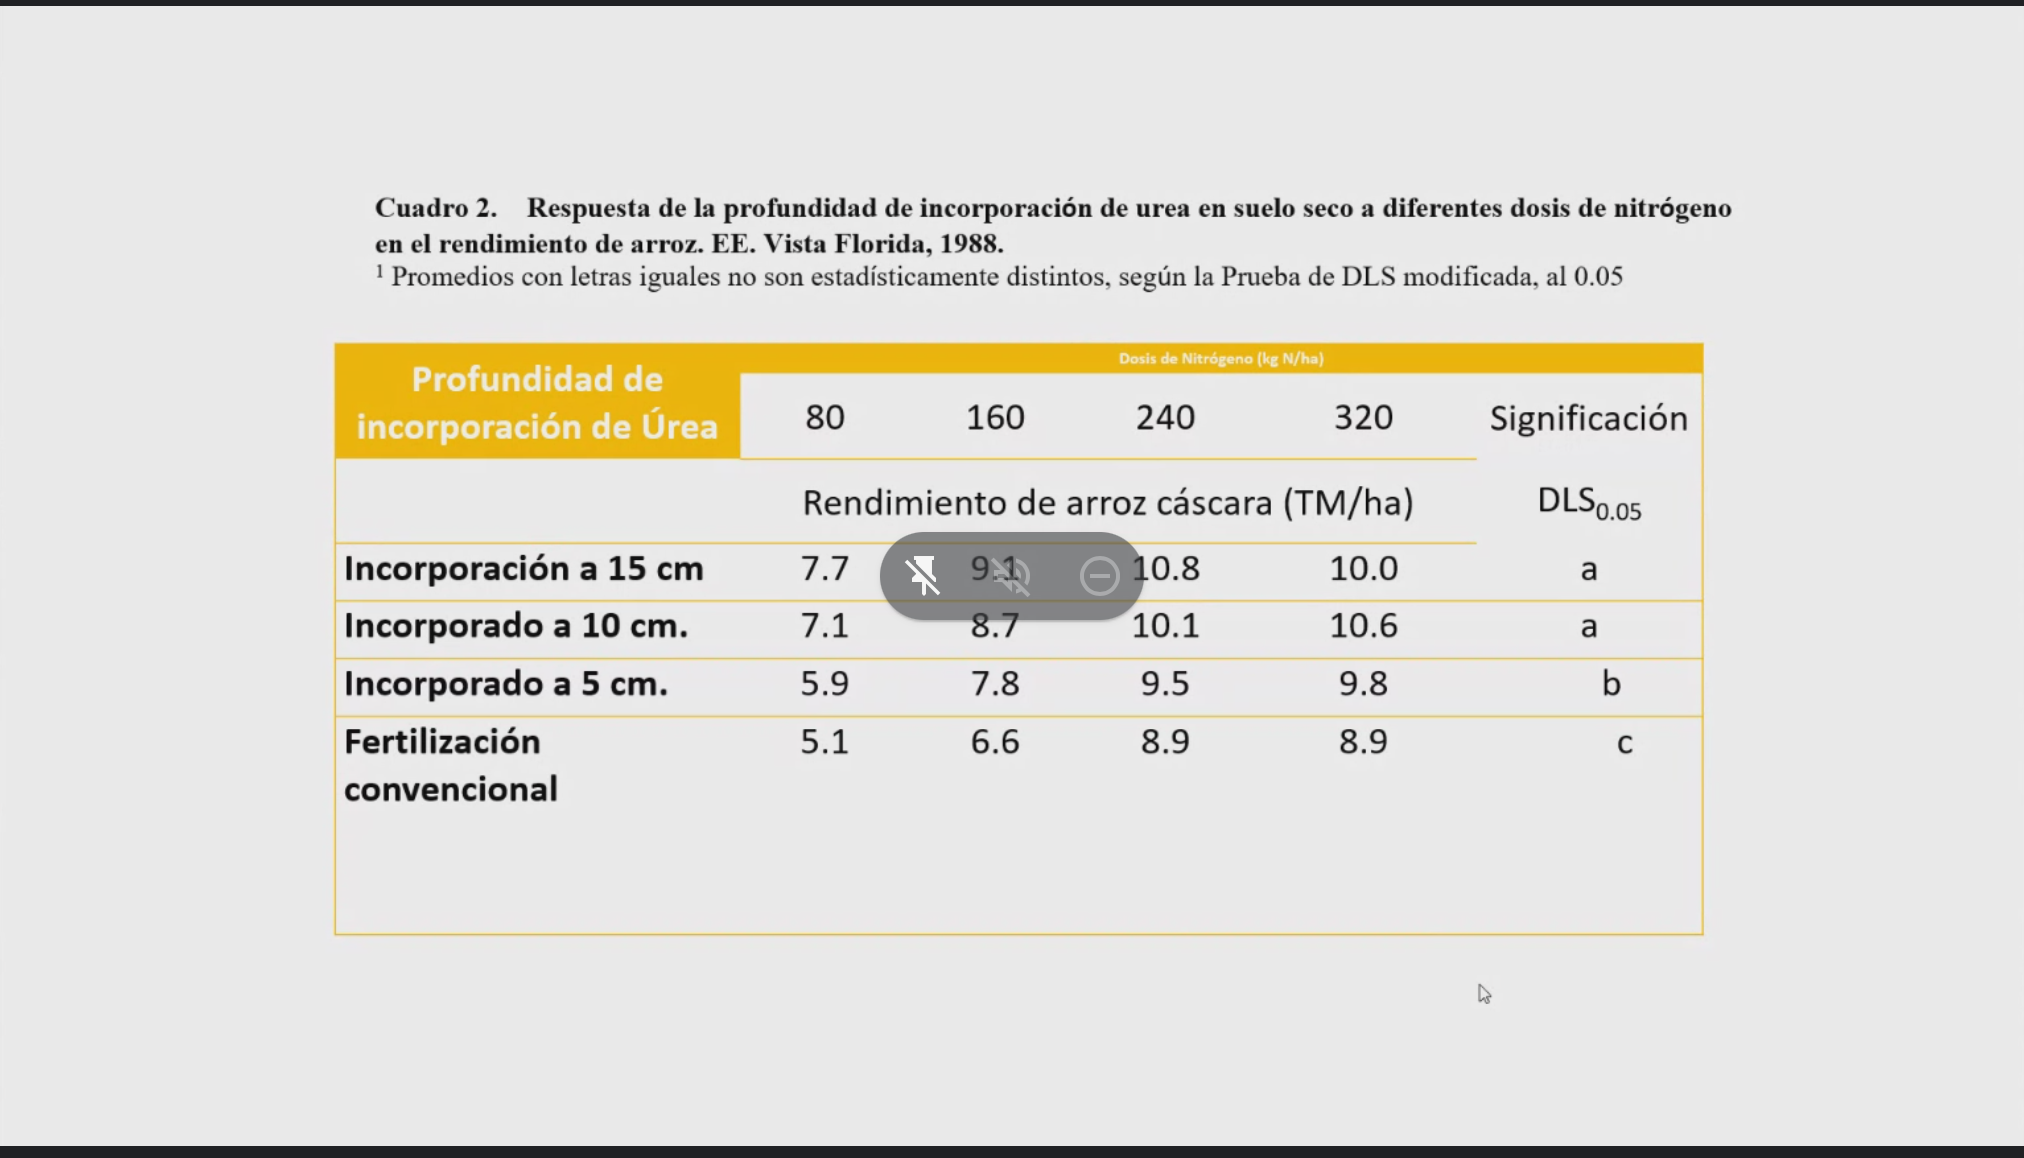 Cuadro 2. Respuesta de la profundidad de incorporación de urea en suelo seco a diferentes dosis de nitrógeno
en el rendimiento de arroz. EE. Vista Florida, 1988.
¹ Promedios con letras iguales no son estadísticamente distintos, según la Prueba de DLS modificada, al 0.05
Dosis de Nitrógeno (kg N/ha)
Profundidad de
incorporación de Úrea
80 160 240 320 Significación
Rendimiento de arroz cáscara (TM/ha) DLS0.05
Incorporación a 15 cm 7.7 9.1 10.8 10.0 a
Incorporado a 10 cm. 7.1 8.7 10.1 10.6 a
Incorporado a 5 cm. 5.9 7.8 9.5 9.8 b
Fertilización 5.1 6.6 8.9 8.9 c
convencional